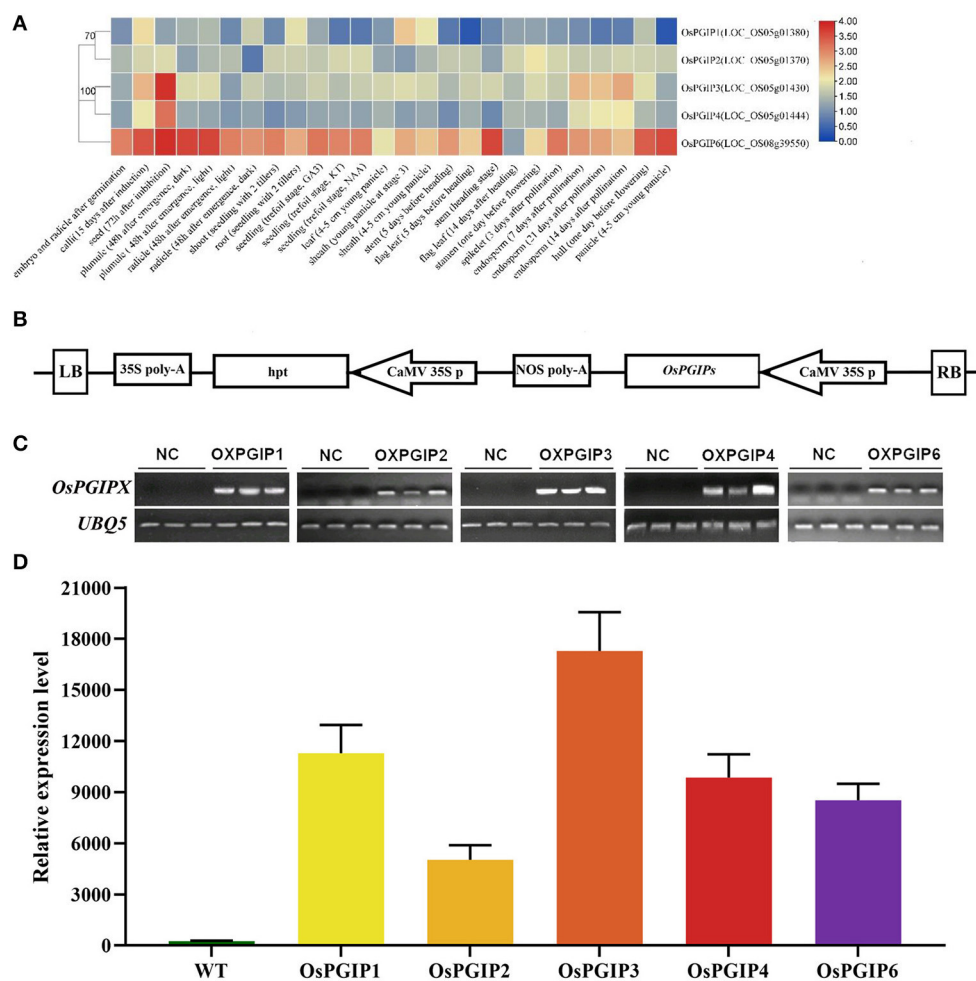 A
70
100
OsPGIP1(LOC_OS05g01380)
OsPGIP2(LOC_OS05g01370)
OsPGIP3(LOC_OS05g01430)
OsPGIP4(LOC_OS05g01444)
OsPGIP6(LOC_OS08g39550)
4.00
3.50
3.00
2.50
2.00
1.50
1.00
0.50
0.00
embryo and radicle after germination
calli(15 days after induction)
seed (72h after imbibition)
plumule (48h after emergence, dark)
plumule ( 48h after emergence, light)
radicle (48h after emergence, light)
radicle (48h after emergence, dark)
shoot (seedling with 2 tillers)
root (seedling with 2 tillers)
seedling (trefoil stage, GA3)
seedling (trefoil stage, KT)
seedling (trefoil stage, NAA)
leaf (4-5 cm young panicle)
sheath (young panicle at stage 3)
sheath (4-5 cm young panicle)
stem (5 days before heading)
flag leaf (5 days before heading)
stem (heading stage)
flag leaf (14 days after heading)
stamen (one day before flowering)
spikelet (3 days after pollination)
endosperm (7 days after pollination)
endosperm (21 days after pollination)
endosperm (14 days after pollination)
hull (one day before flowering)
panicle (4-5 cm young panicle)
B
LB
35S poly-A
hpt
CaMV 35S p
NOS poly-A
OsPGIPs
CaMV 35S p
RB
C
NC OXPGIP1 NC OXPGIP2 NC OXPGIP3 NC OXPGIP4 NC OXPGIP6
OsPGIPX
UBQ5
D
Relative expression level
21000
18000
15000
12000
9000
6000
3000
0
WT OsPGIP1 OsPGIP2 OsPGIP3 OsPGIP4 OsPGIP6